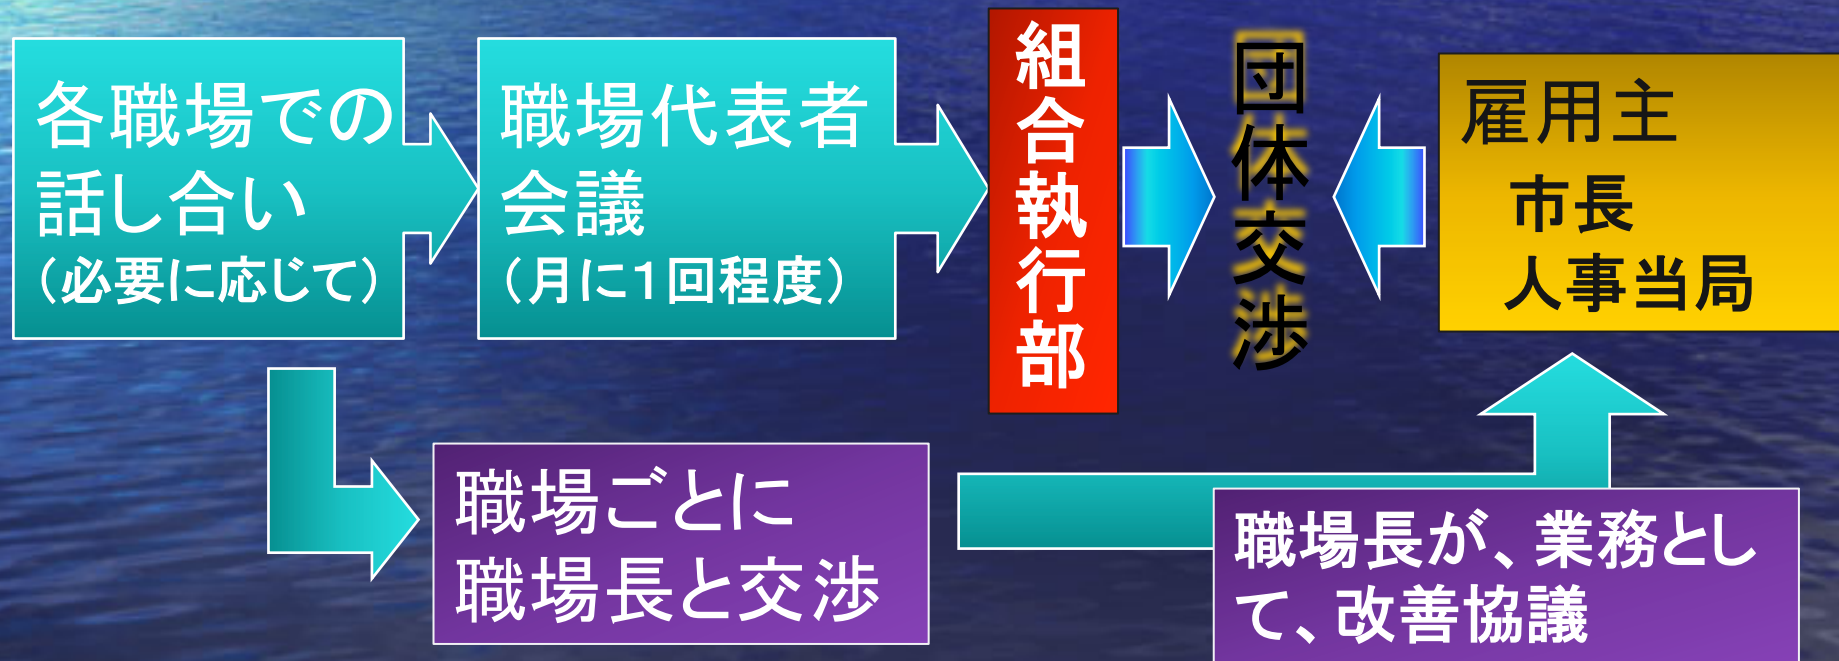 各職場での
話し合い
（必要に応じて）
職場代表者
会議
（月に１回程度）
組合執行部
団体交渉
雇用主
市長
人事当局
職場ごとに
職場長と交渉
職場長が、業務とし
て、改善協議